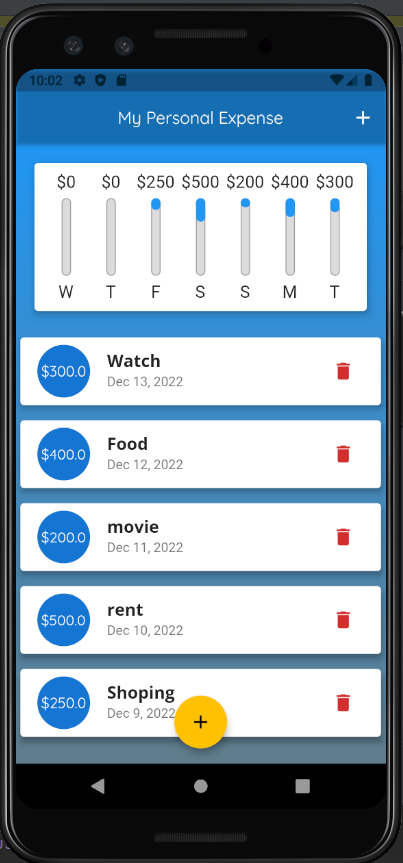 10:02
My Personal Expense
$0 $0 $250 $500 $200 $400 $300
W T F S S M T
$300.0 Watch
Dec 13, 2022
$400.0 Food
Dec 12, 2022
$200.0 movie
Dec 11, 2022
$500.0 rent
Dec 10, 2022
$250.0 Shoping
Dec 9, 2022